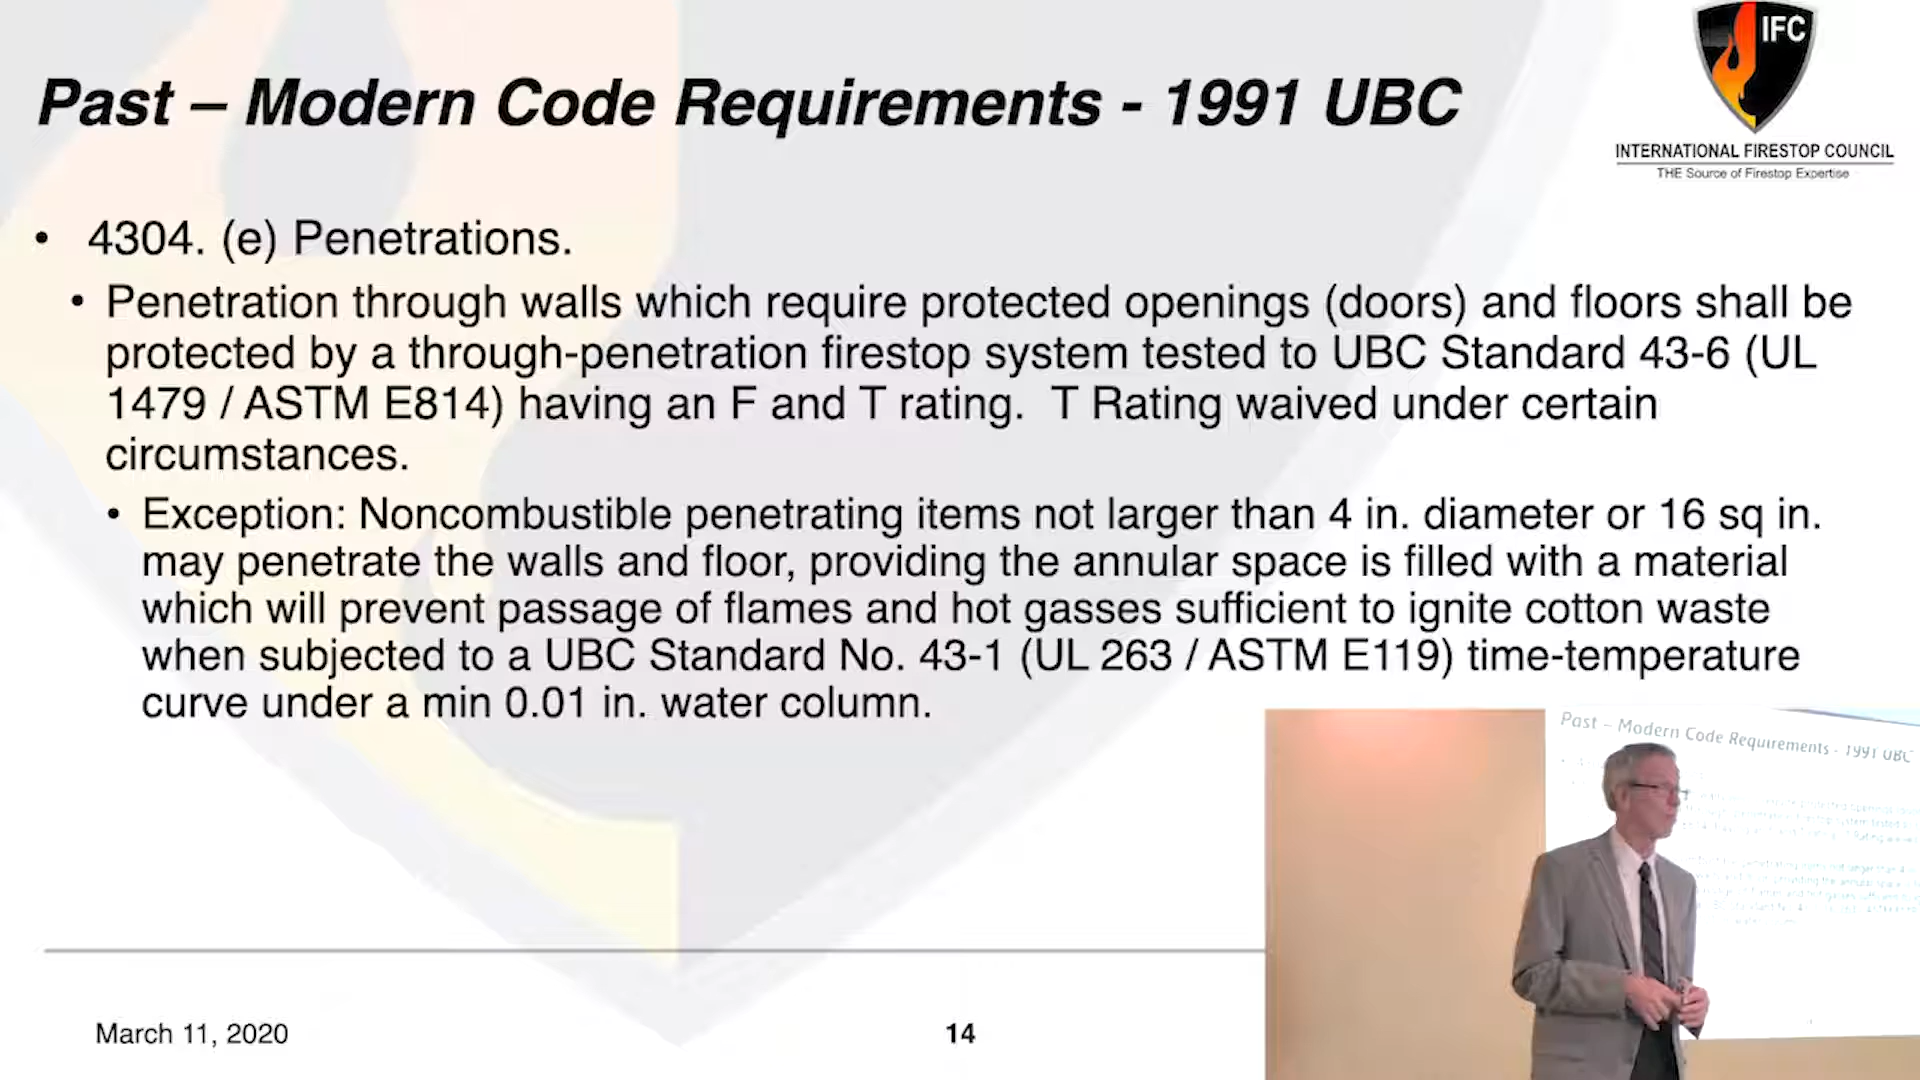 Past – Modern Code Requirements - 1991 UBC
IFC
INTERNATIONAL FIRESTOP COUNCIL
THE Source of Firestop Expertise
• 4304. (e) Penetrations.
• Penetration through walls which require protected openings (doors) and floors shall be
protected by a through-penetration firestop system tested to UBC Standard 43-6 (UL
1479 / ASTM E814) having an F and T rating.  T Rating waived under certain
circumstances.
• Exception: Noncombustible penetrating items not larger than 4 in. diameter or 16 sq in.
may penetrate the walls and floor, providing the annular space is filled with a material
which will prevent passage of flames and hot gasses sufficient to ignite cotton waste
when subjected to a UBC Standard No. 43-1 (UL 263 / ASTM E119) time-temperature
curve under a min 0.01 in. water column.
Past – Modern Code Requirements - 1991 UBC
March 11, 2020
14